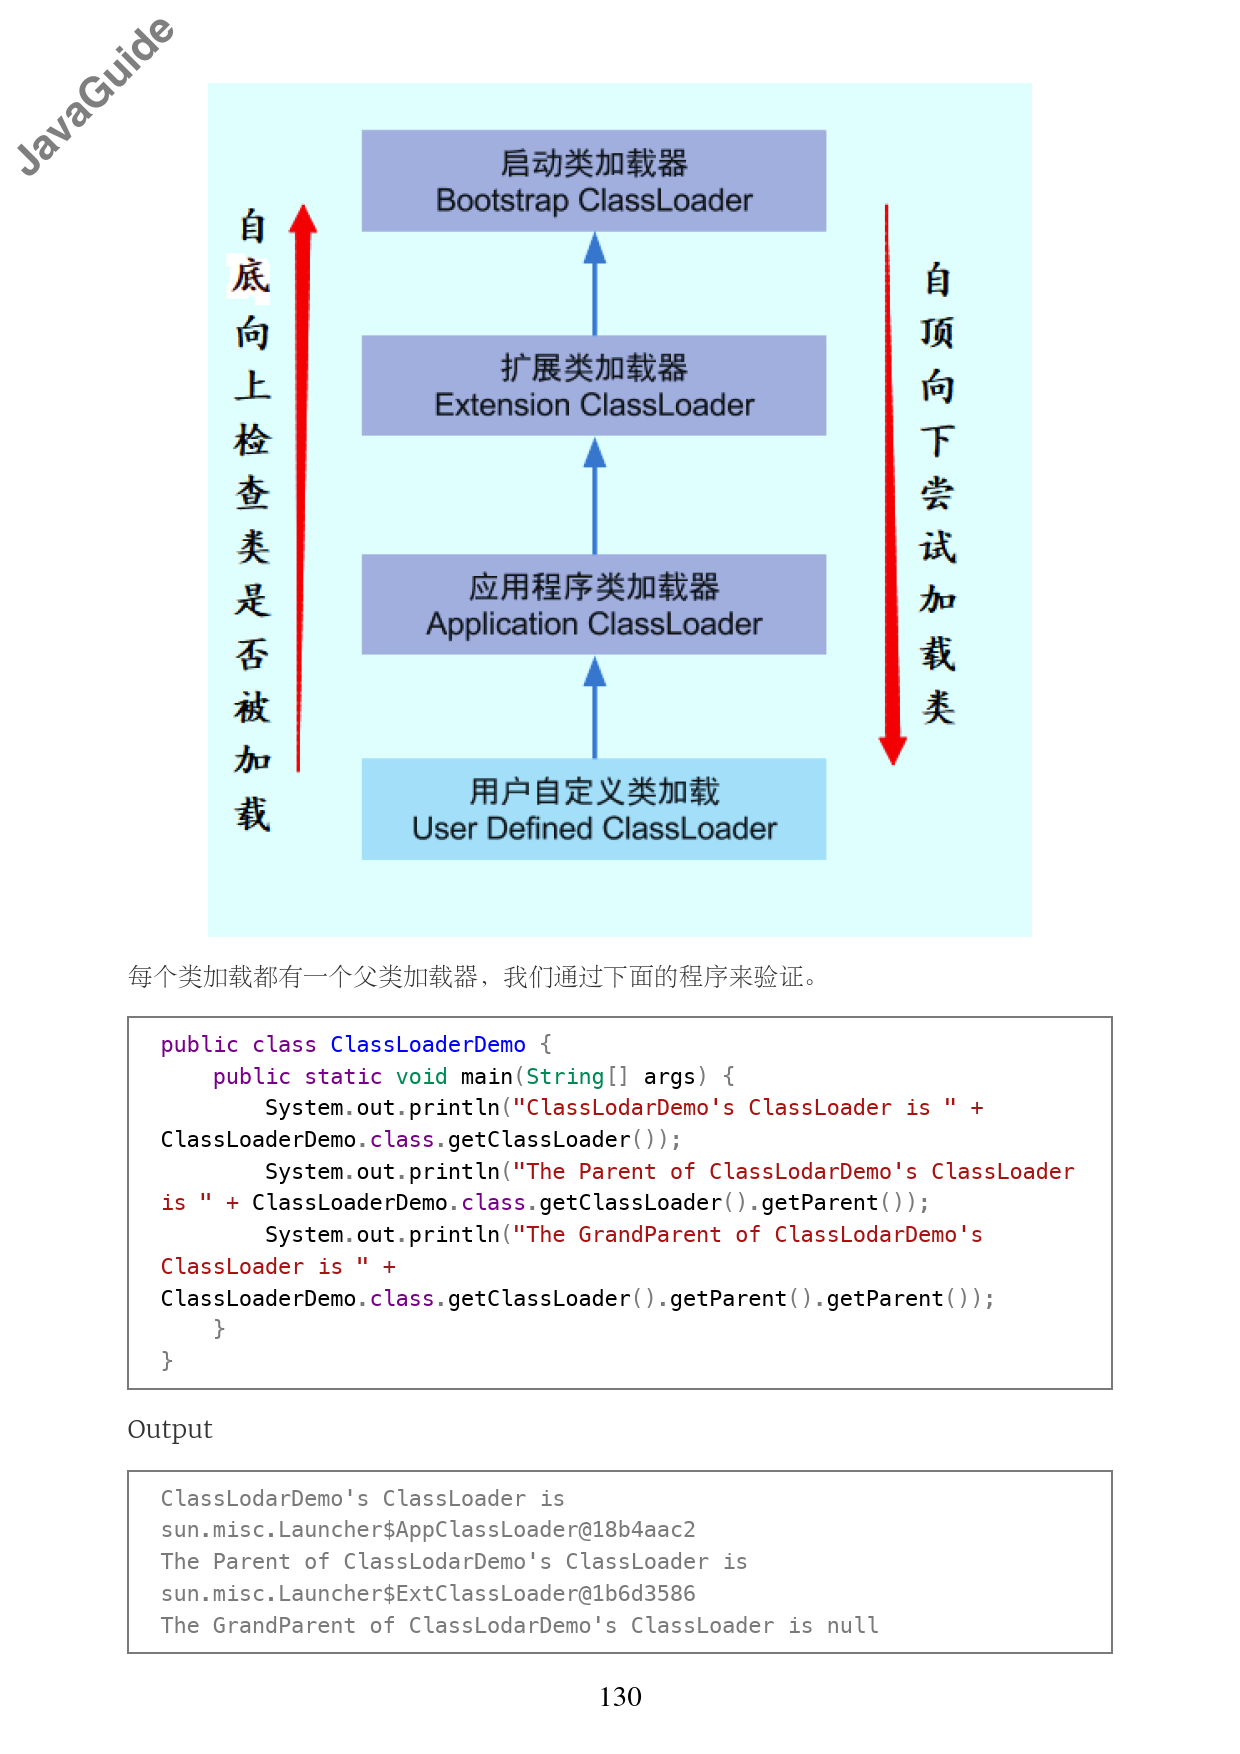 JavaGuide
启动类加载器
Bootstrap ClassLoader
自底向上检查类是否被加载
自顶向下尝试加载类
扩展类加载器
Extension ClassLoader
应用程序类加载器
Application ClassLoader
用户自定义类加载
User Defined ClassLoader
每个类加载都有一个父类加载器，我们通过下面的程序来验证。
public class ClassLoaderDemo {
    public static void main(String[] args) {
        System.out.println("ClassLodarDemo's ClassLoader is " +
ClassLoaderDemo.class.getClassLoader());
        System.out.println("The Parent of ClassLodarDemo's ClassLoader
is " + ClassLoaderDemo.class.getClassLoader().getParent());
        System.out.println("The GrandParent of ClassLodarDemo's
ClassLoader is " +
ClassLoaderDemo.class.getClassLoader().getParent().getParent());
    }
}
Output
ClassLodarDemo's ClassLoader is
sun.misc.Launcher$AppClassLoader@18b4aac2
The Parent of ClassLodarDemo's ClassLoader is
sun.misc.Launcher$ExtClassLoader@1b6d3586
The GrandParent of ClassLodarDemo's ClassLoader is null
130